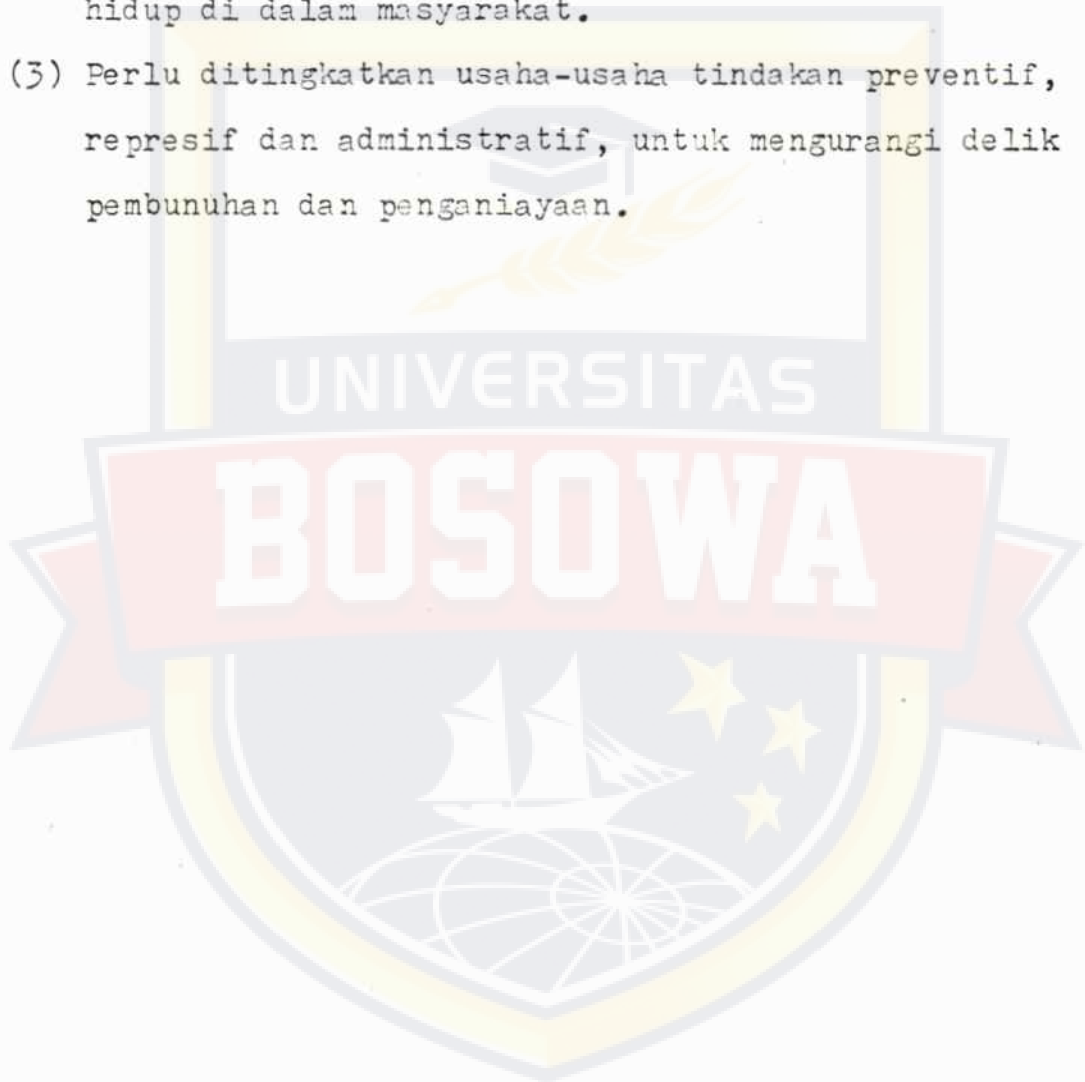 hidup di dalam masyarakat.
(3) Perlu ditingkatkan usaha-usaha tindakan preventif,
represif dan administratif, untuk mengurangi delik
pembunuhan dan penganiayaan.
UNIVERSITAS
BOSOWA